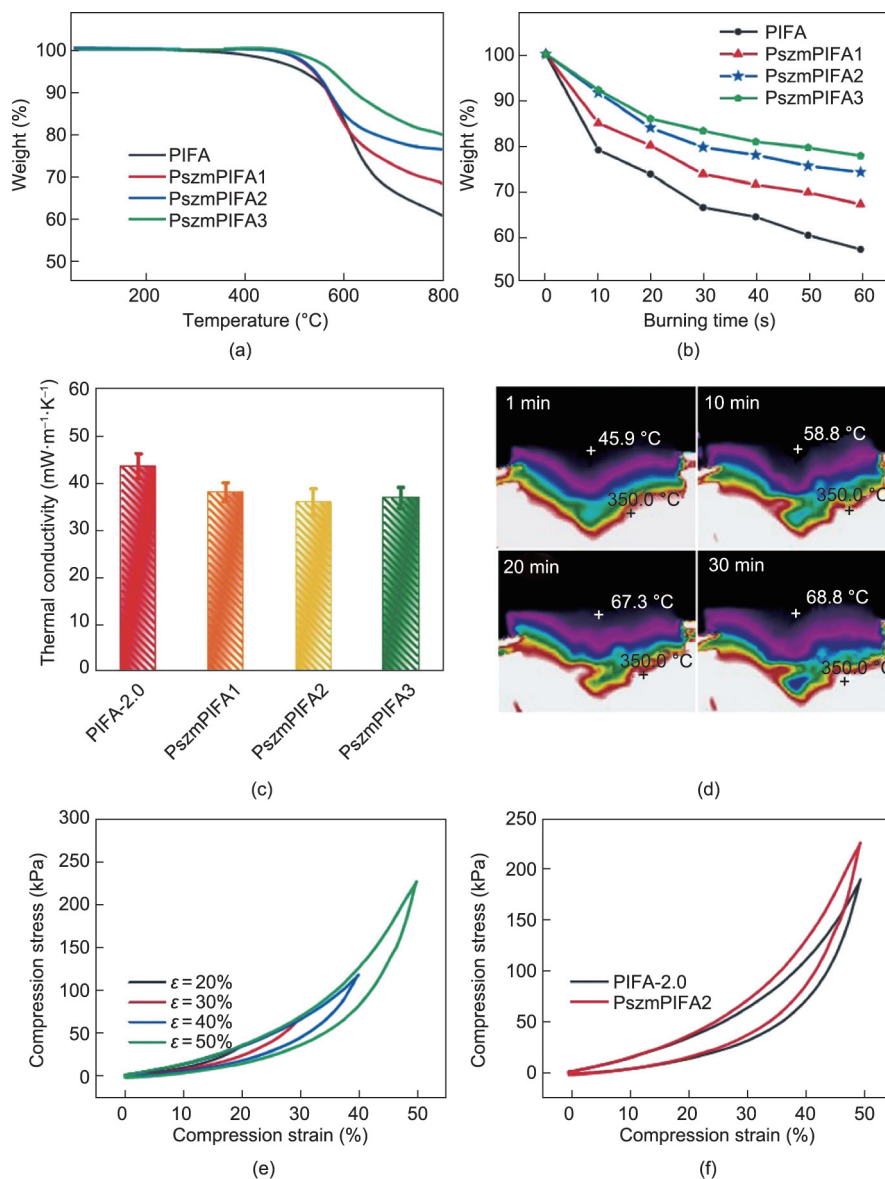 100
90
80
70
60
50
Weight (%)
PIFA
PszmPIFA1
PszmPIFA2
PszmPIFA3
200
400
600
800
Temperature (°C)
(a)
100
90
80
70
60
50
Weight (%)
PIFA
PszmPIFA1
PszmPIFA2
PszmPIFA3
0 10 20 30 40 50 60
Burning time (s)
(b)
60
50
40
30
20
10
0
Thermal conductivity (mW·m⁻¹·K⁻¹)
PIFA-2.0
PszmPIFA1
PszmPIFA2
PszmPIFA3
(c)
1 min
45.9 °C
350.0 °C
10 min
58.8 °C
350.0 °C
20 min
67.3 °C
350.0 °C
30 min
68.8 °C
350.0 °C
(d)
300
250
200
150
100
50
0
Compression stress (kPa)
ε = 20%
ε = 30%
ε = 40%
ε = 50%
0 10 20 30 40 50
Compression strain (%)
(e)
250
200
150
100
50
0
Compression stress (kPa)
PIFA-2.0
PszmPIFA2
0 10 20 30 40 50
Compression strain (%)
(f)